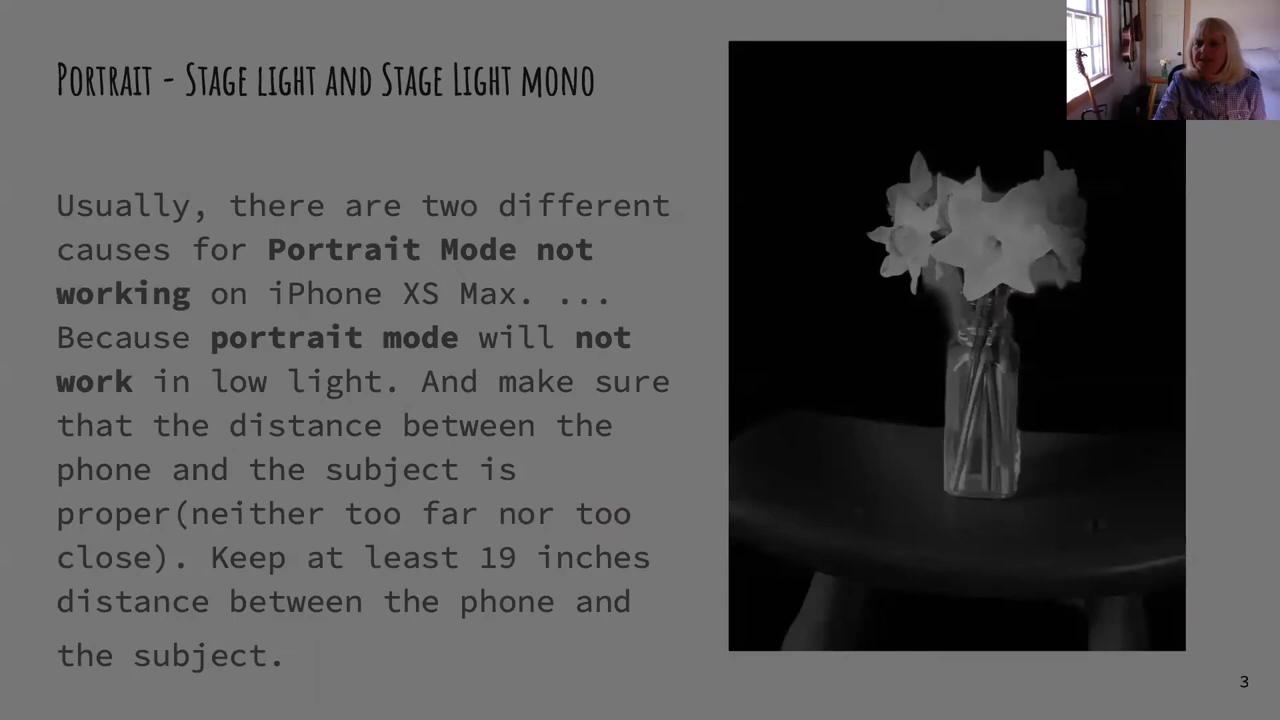 Portrait - Stage light and Stage Light mono
Usually, there are two different
causes for Portrait Mode not
working on iPhone XS Max. ...
Because portrait mode will not
work in low light. And make sure
that the distance between the
phone and the subject is
proper(neither too far nor too
close). Keep at least 19 inches
distance between the phone and
the subject.
3